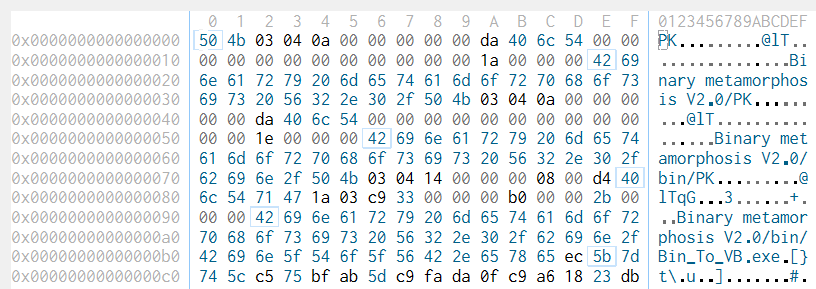 0 1 2 3 4 5 6 7 8 9 A B C D E F 0123456789ABCDEF
0x0000000000000000 50 4b 03 04 0a 00 00 00 00 00 da 40 6c 54 00 00 PK.........@lT..
0x0000000000000010 00 00 00 00 00 00 00 00 00 00 1a 00 00 00 42 69 ..............Bi
0x0000000000000020 6e 61 72 79 20 6d 65 74 61 6d 6f 72 70 68 6f 73 nary metamorphos
0x0000000000000030 69 73 20 56 32 2e 30 2f 50 4b 03 04 0a 00 00 00 is V2.0/PK......
0x0000000000000040 00 00 da 40 6c 54 00 00 00 00 00 00 00 00 00 00 ...@lT..........
0x0000000000000050 00 00 1e 00 00 00 42 69 6e 61 72 79 20 6d 65 74 ......Binary met
0x0000000000000060 61 6d 6f 72 70 68 6f 73 69 73 20 56 32 2e 30 2f amorphosis V2.0/
0x0000000000000070 62 69 6e 2f 50 4b 03 04 14 00 00 00 08 00 d4 40 bin/PK.........@
0x0000000000000080 6c 54 71 47 1a 03 c9 33 00 00 00 b0 00 00 2b 00 lTqG...3......+.
0x0000000000000090 00 00 42 69 6e 61 72 79 20 6d 65 74 61 6d 6f 72 ..Binary metamor
0x00000000000000a0 70 68 6f 73 69 73 20 56 32 2e 30 2f 62 69 6e 2f phosis V2.0/bin/
0x00000000000000b0 42 69 6e 5f 54 6f 5f 56 42 2e 65 78 65 ec 5b 7d Bin_To_VB.exe.[}
0x00000000000000c0 74 5c c5 75 bf ab 5d c9 fa da 0f c9 a6 18 23 db t\.u..].......#.